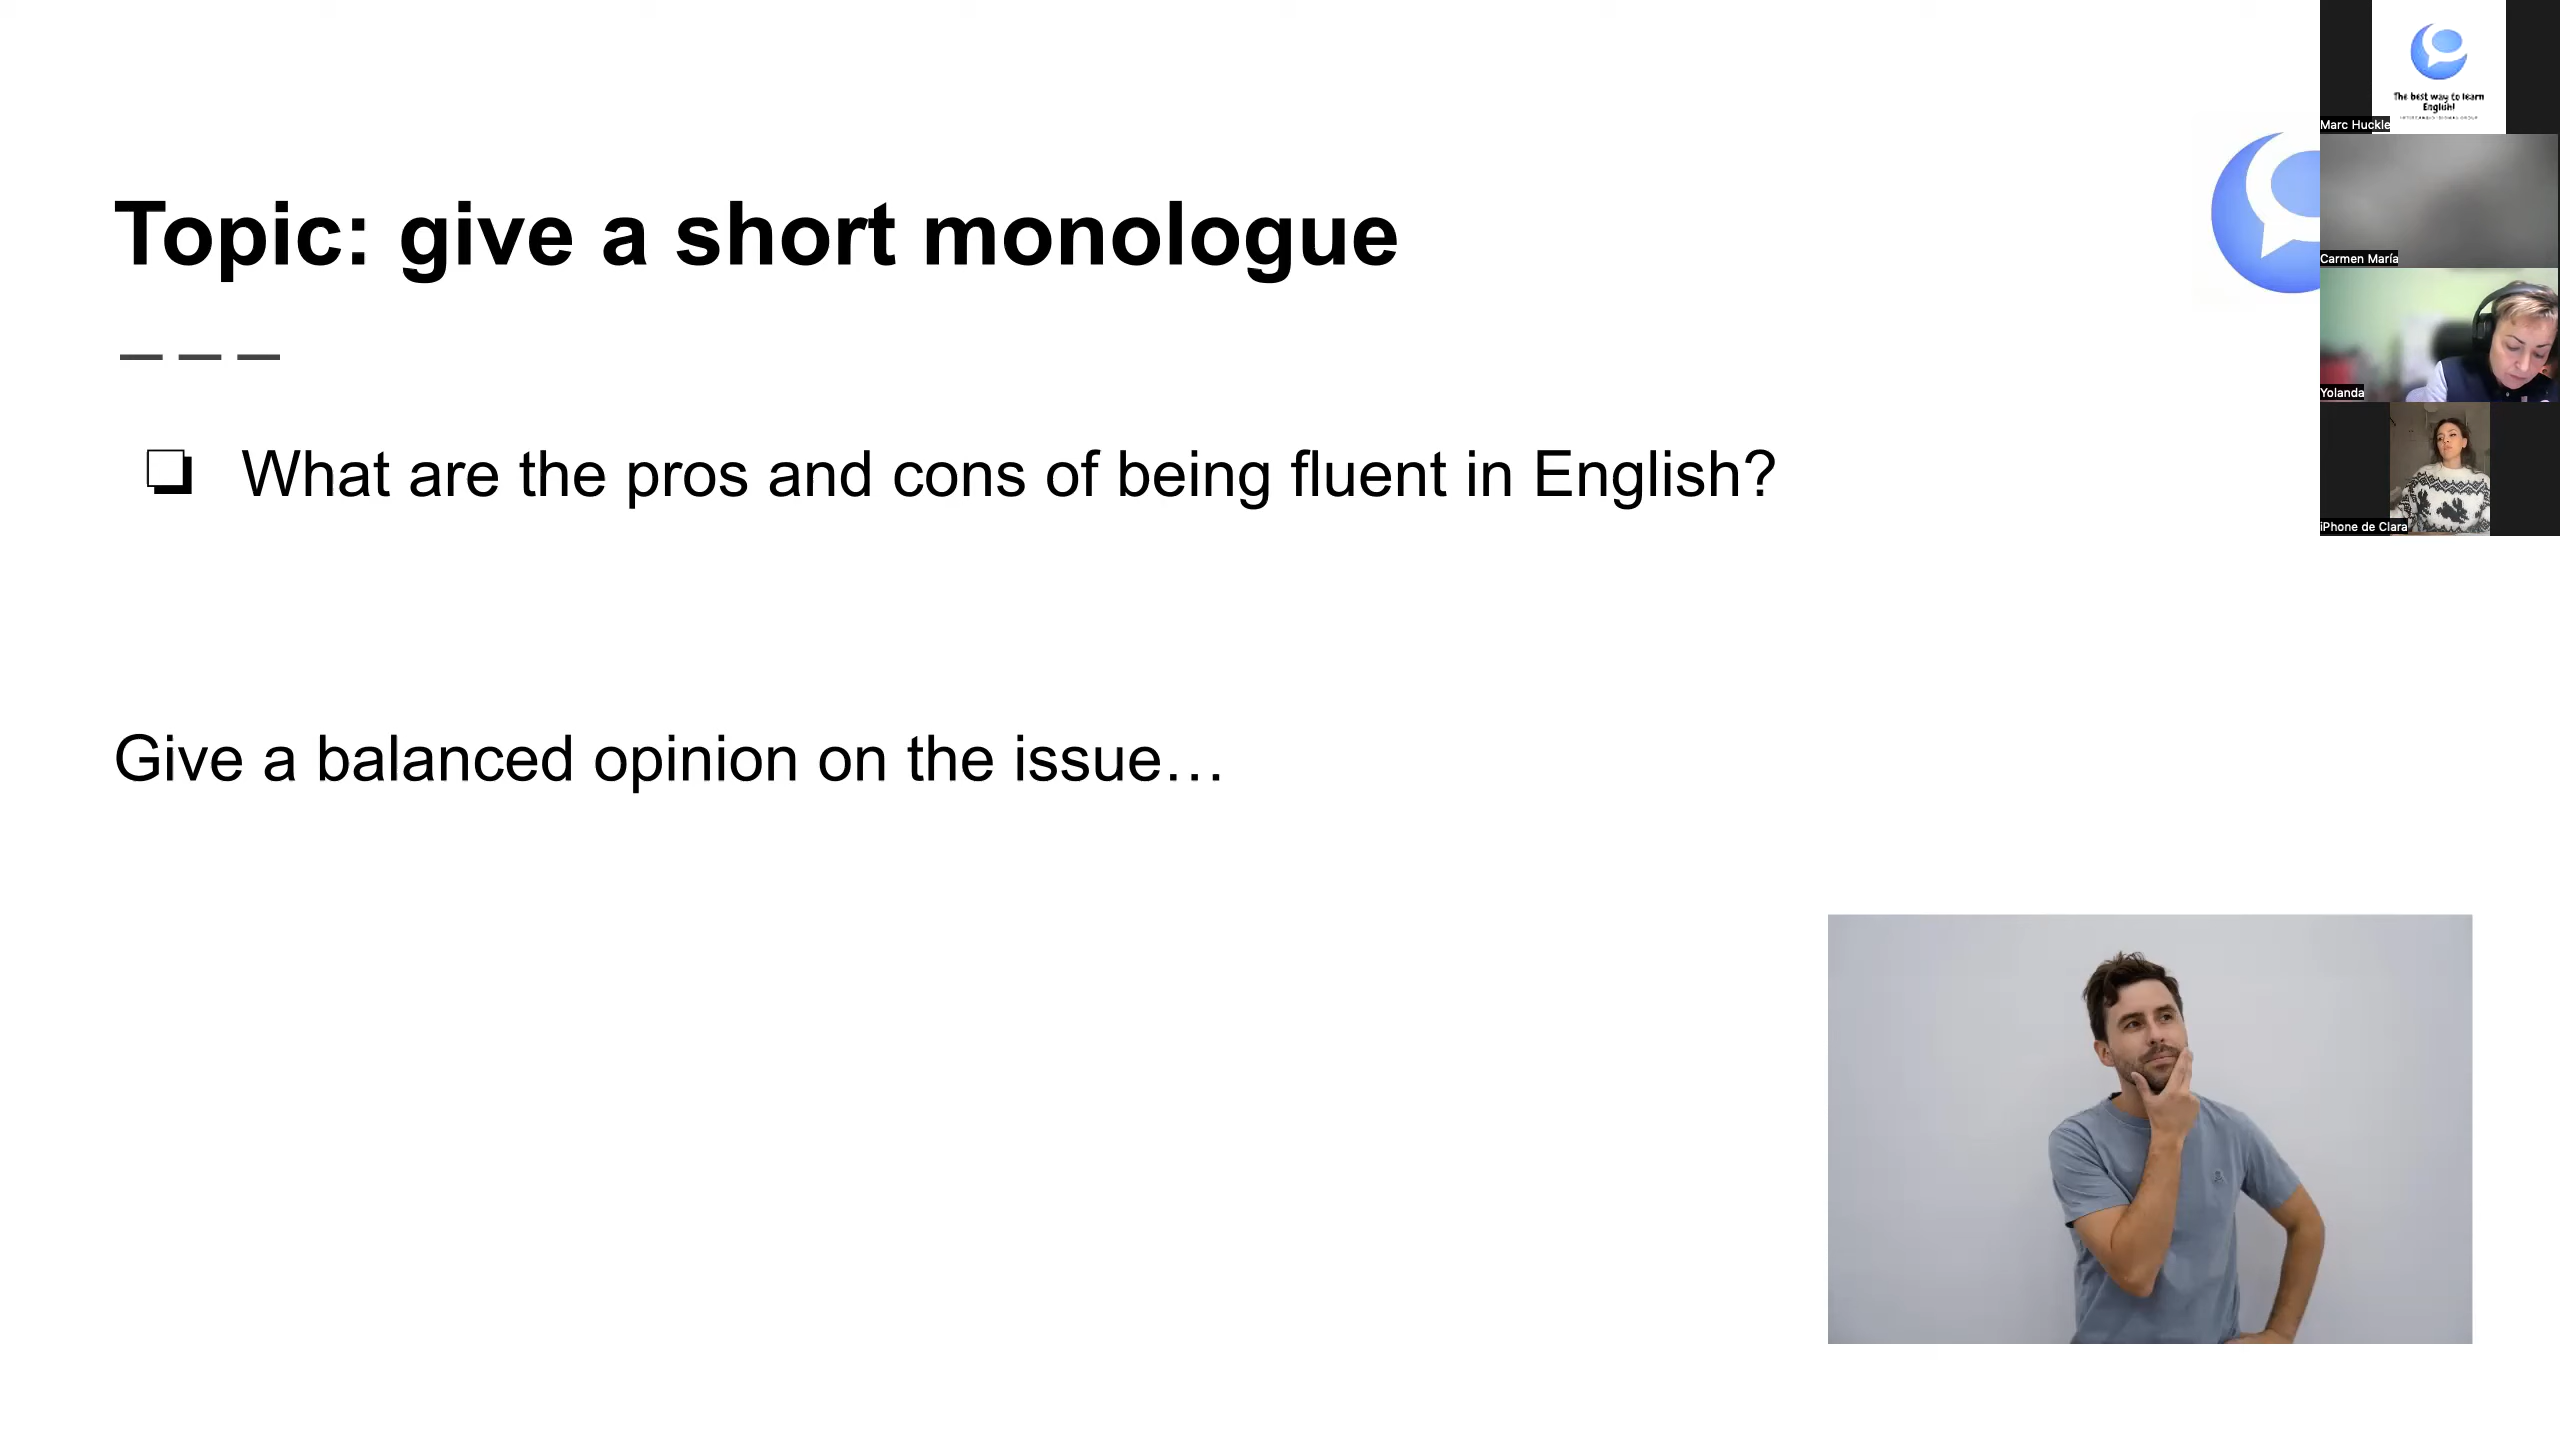 Topic: give a short monologue
What are the pros and cons of being fluent in English?
Give a balanced opinion on the issue…
The best way to learn
English!
Marc Huckle
Carmen María
Yolanda
iPhone de Clara